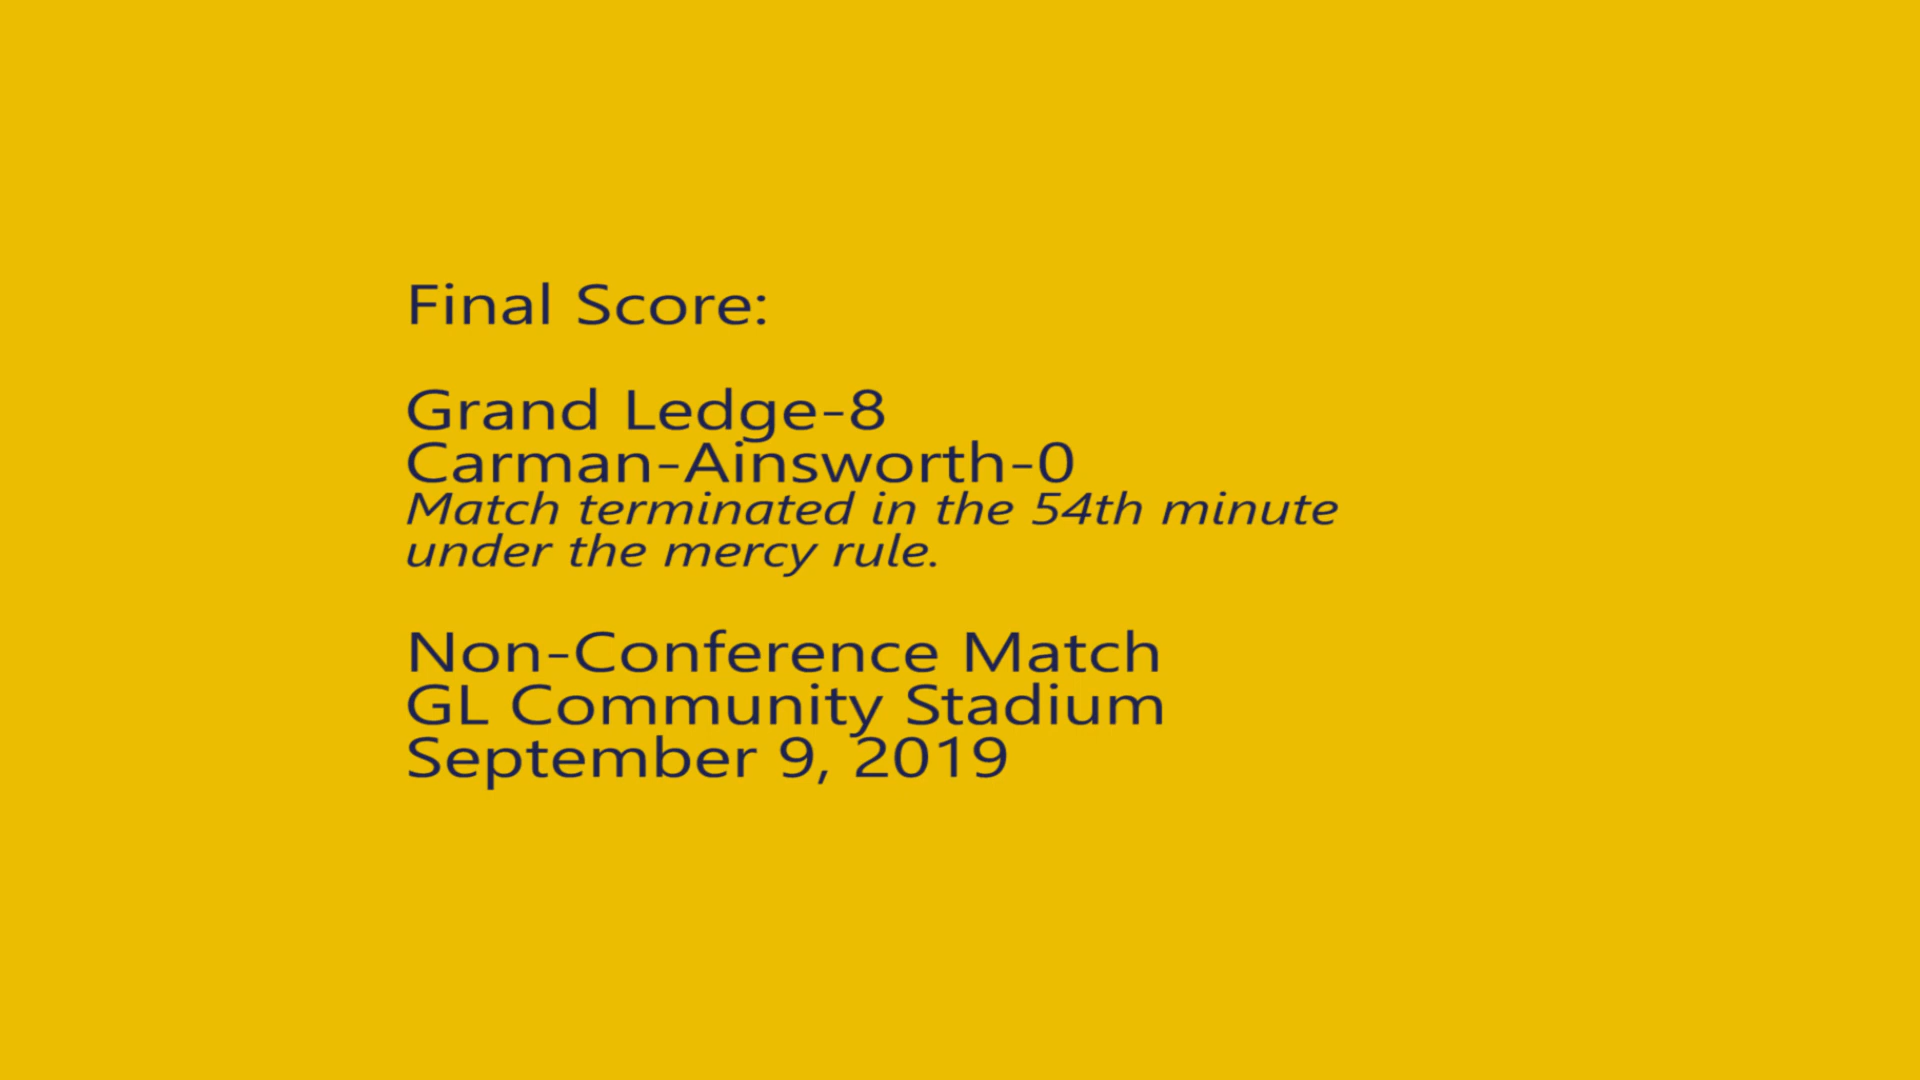 Final Score:
Grand Ledge-8
Carman-Ainsworth-0
Match terminated in the 54th minute
under the mercy rule.
Non-Conference Match
GL Community Stadium
September 9, 2019